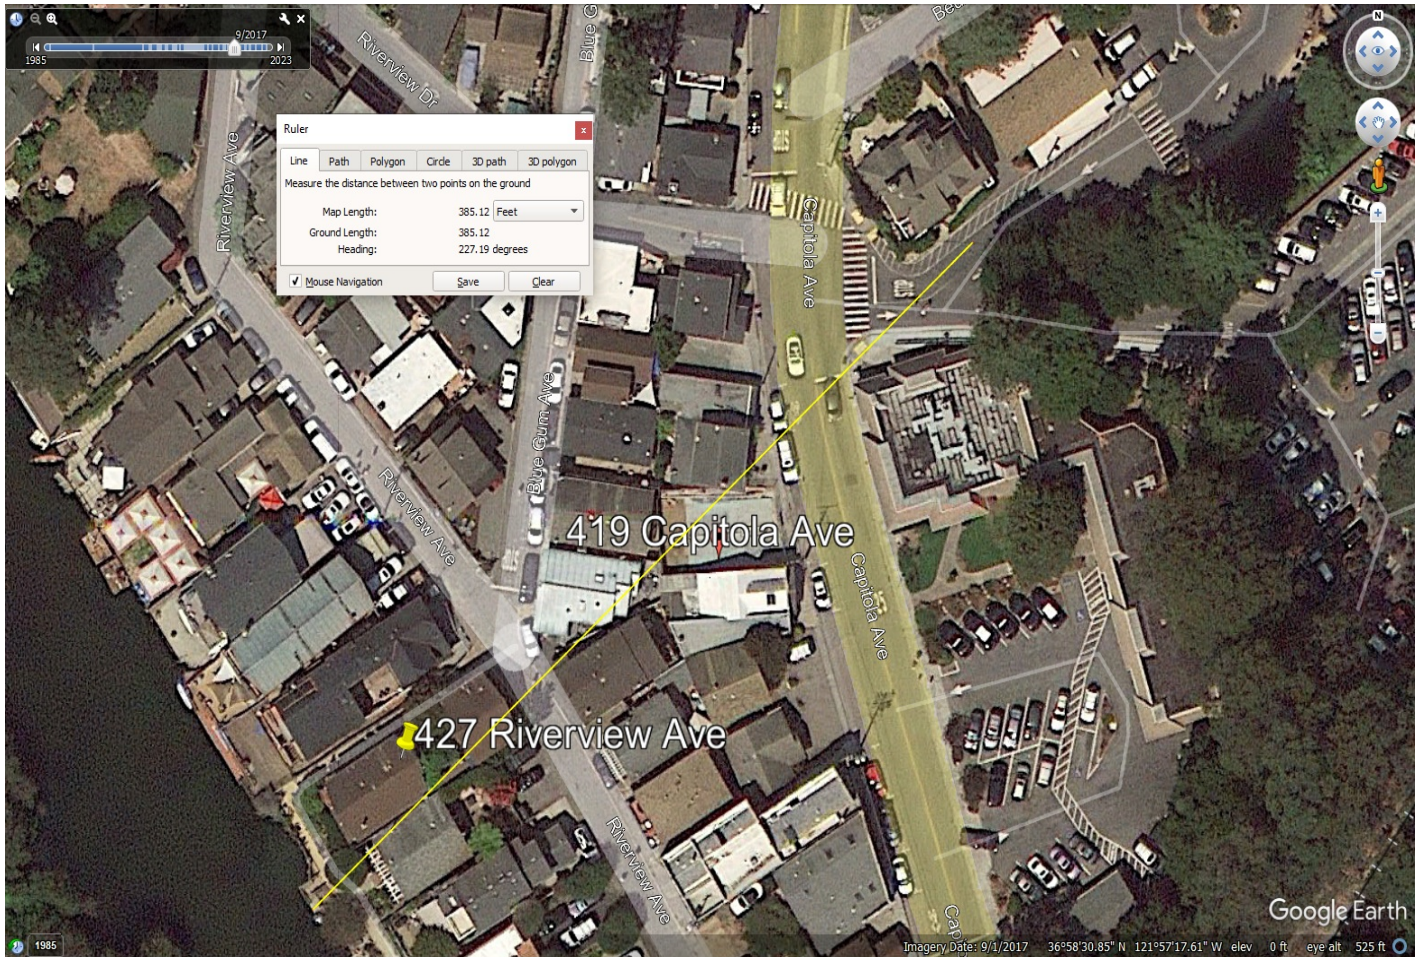 9/2017
1985
2023
Riverview Dr
Blue G
Riverview Ave
Ruler
Line Path Polygon Circle 3D path 3D polygon
Measure the distance between two points on the ground
Map Length: 385.12 Feet
Ground Length: 385.12
Heading: 227.19 degrees
Mouse Navigation
Save
Clear
N
Capitola Ave
Blue Gum Ave
Riverview Ave
419 Capitola Ave
Capitola Ave
427 Riverview Ave
Riverview Ave
Cap
Google Earth
1985
Imagery Date: 9/1/2017 36°58'30.85" N 121°57'17.61" W elev 0 ft eye alt 525 ft